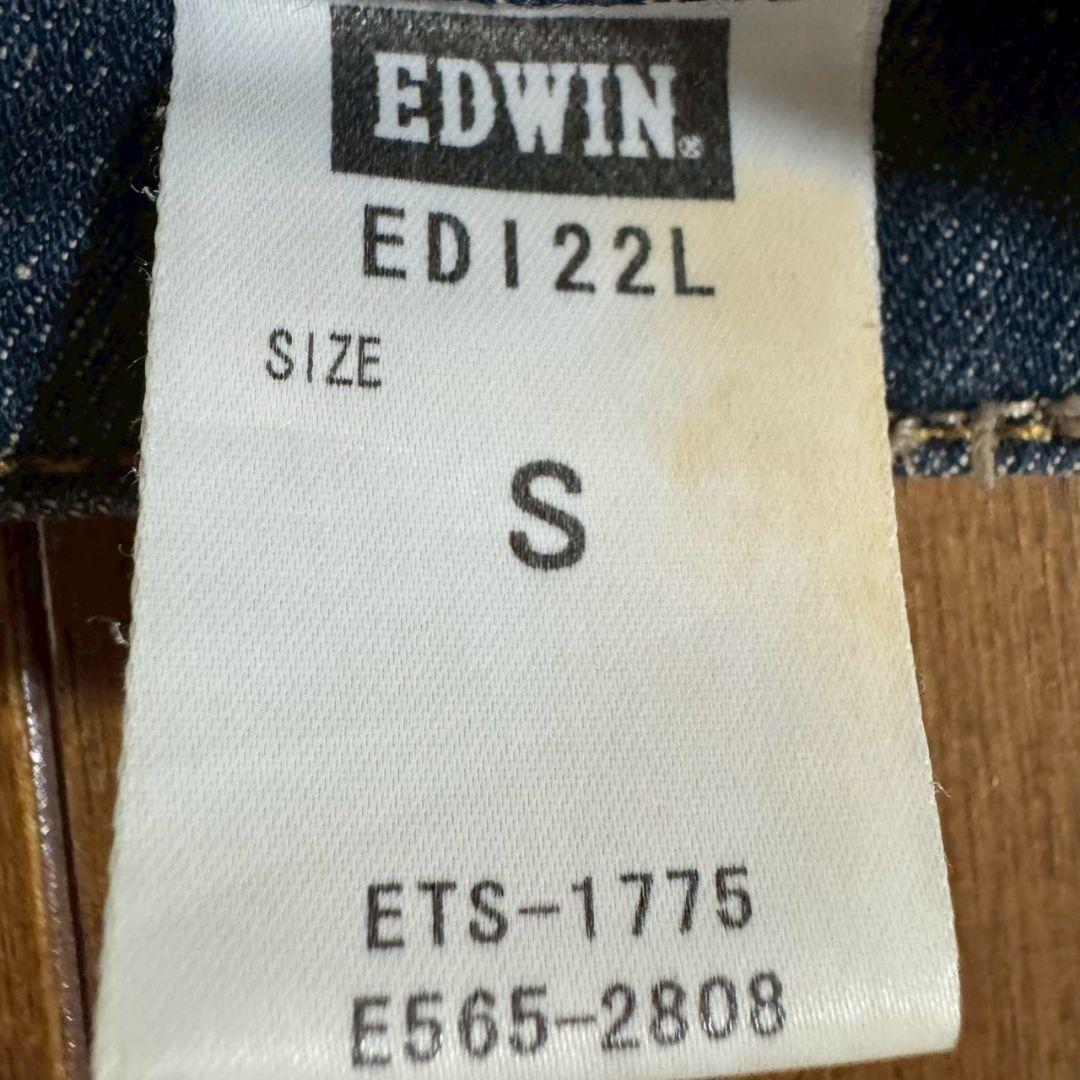 EDWIN®
ED122L
SIZE
S
ETS-1775
E565-2808